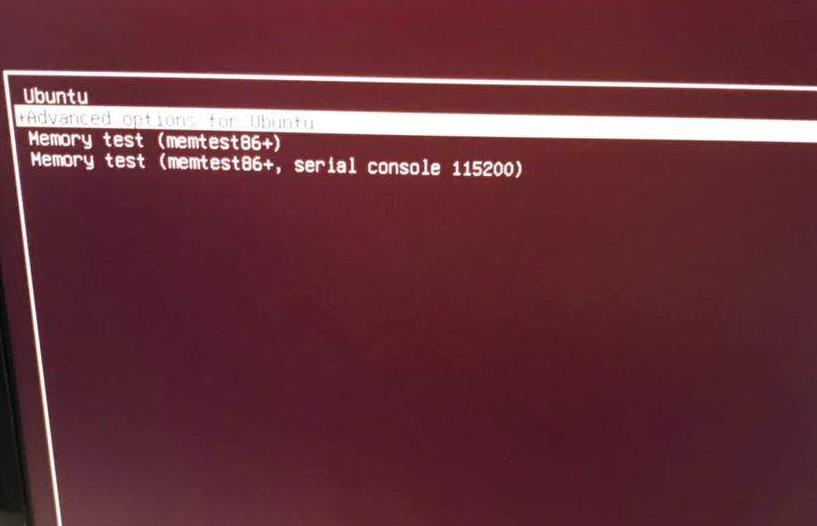 Ubuntu
*Advanced options for Ubuntu
Memory test (memtest86+)
Memory test (memtest86+, serial console 115200)